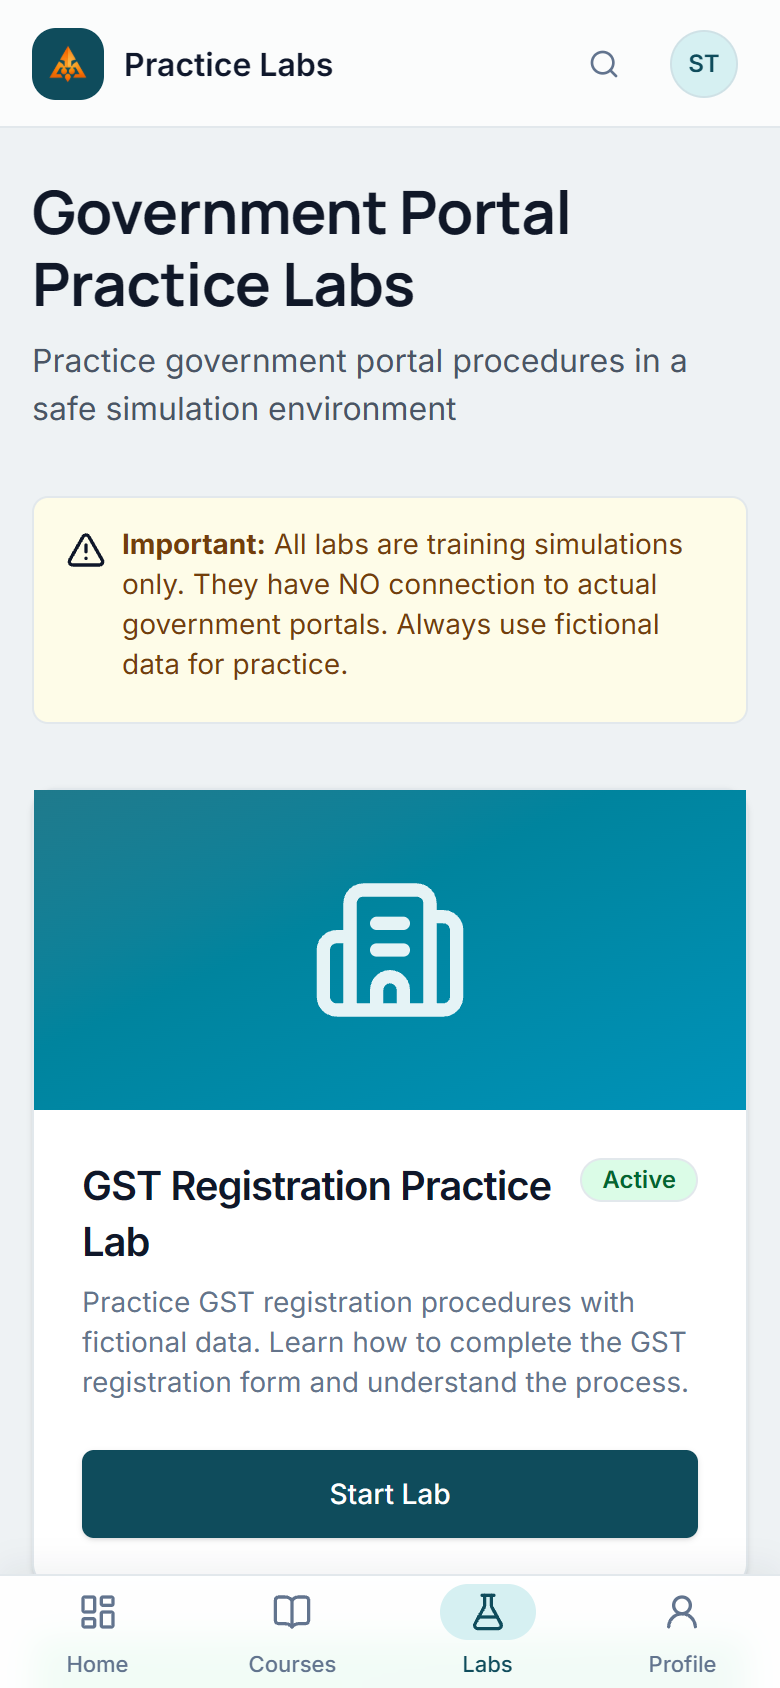 Practice Labs
ST
Government Portal
Practice Labs
Practice government portal procedures in a
safe simulation environment
Important: All labs are training simulations
only. They have NO connection to actual
government portals. Always use fictional
data for practice.
GST Registration Practice
Lab
Active
Practice GST registration procedures with
fictional data. Learn how to complete the GST
registration form and understand the process.
Start Lab
Home
Courses
Labs
Profile